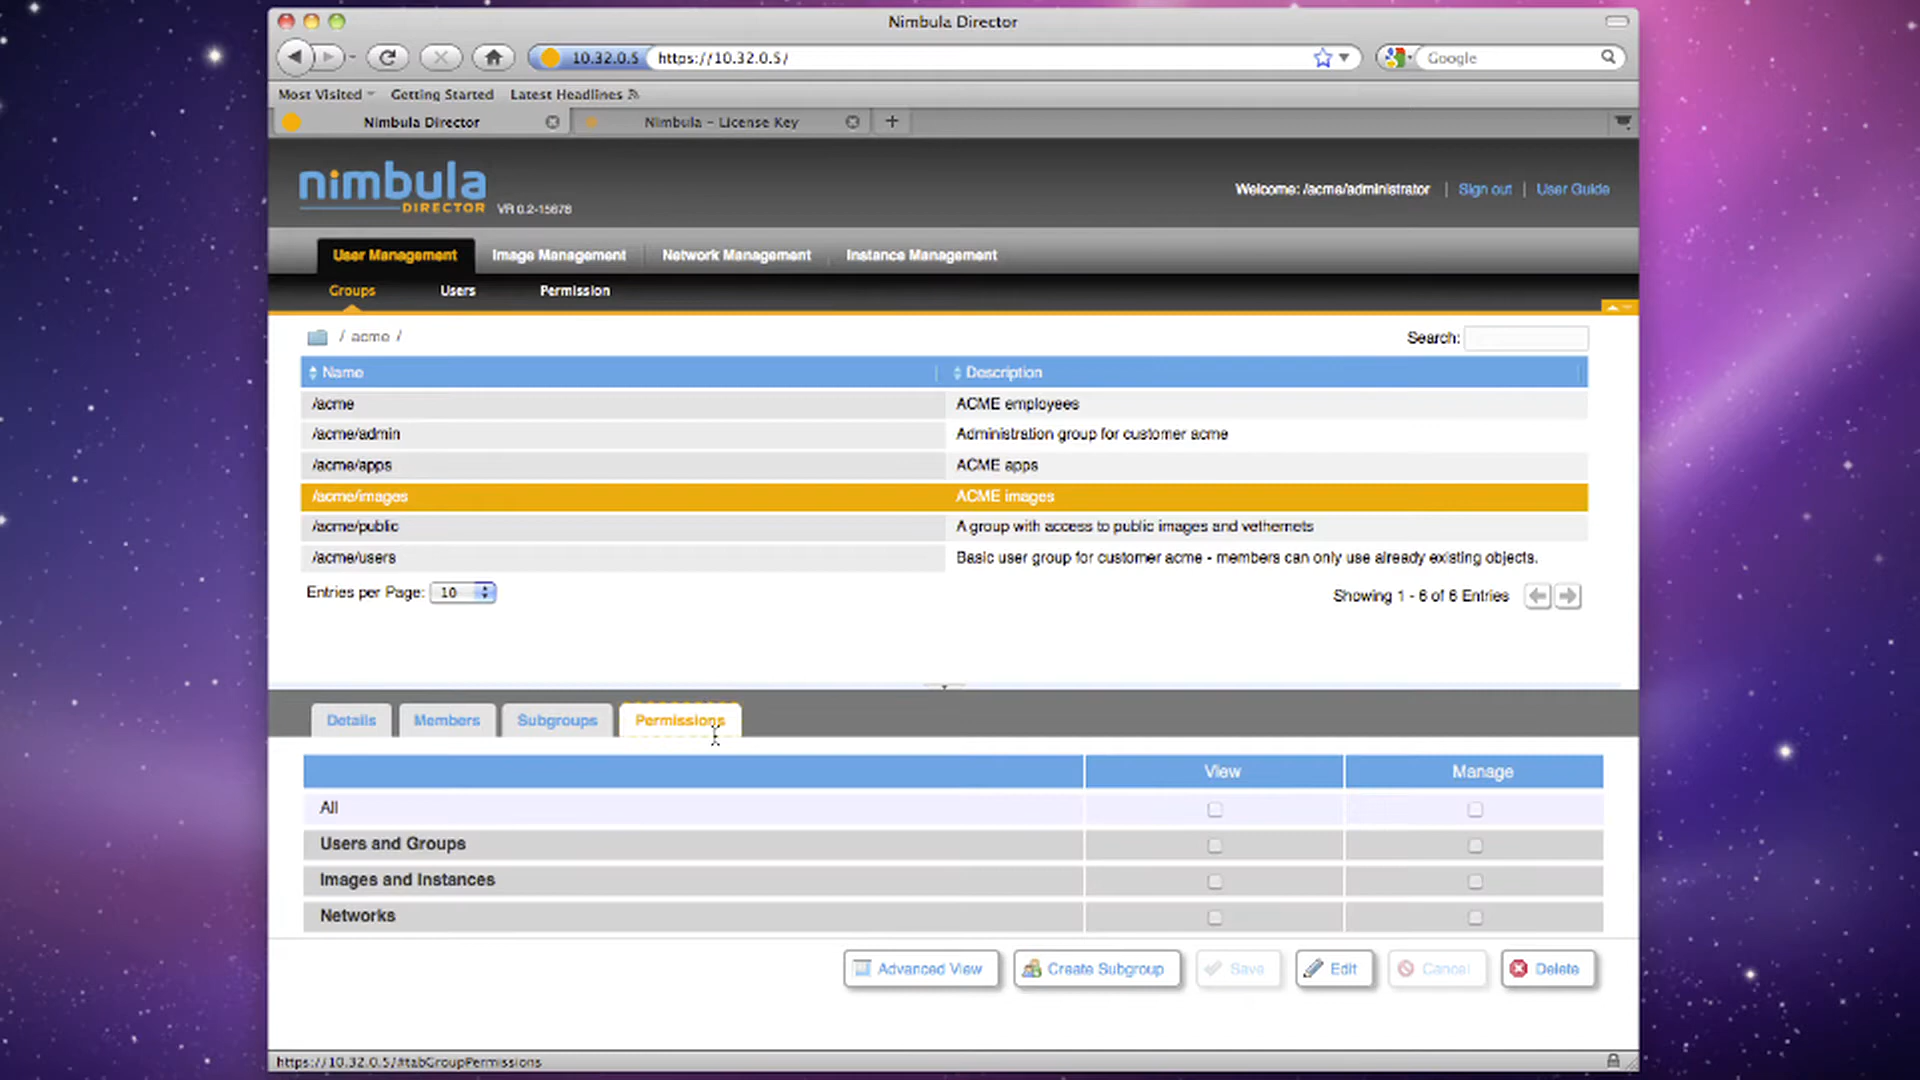 Nimbula Director
10.32.0.5 https://10.32.0.5/ Google
Most Visited Getting Started Latest Headlines
Nimbula Director Nimbula - License Key
nimbula
DIRECTOR VR 0.2-15678
Welcome: /acme/administrator | Sign out | User Guide
User Management Image Management Network Management Instance Management
Groups Users Permission
/ acme / Search:
Name Description
/acme ACME employees
/acme/admin Administration group for customer acme
/acme/apps ACME apps
/acme/images ACME images
/acme/public A group with access to public images and vethernets
/acme/users Basic user group for customer acme - members can only use already existing objects.
Entries per Page: 10 Showing 1 - 6 of 6 Entries
Details Members Subgroups Permissions
View Manage
All
Users and Groups
Images and Instances
Networks
Advanced View Create Subgroup Save Edit Cancel Delete
https://10.32.0.5/#tabGroupPermissions